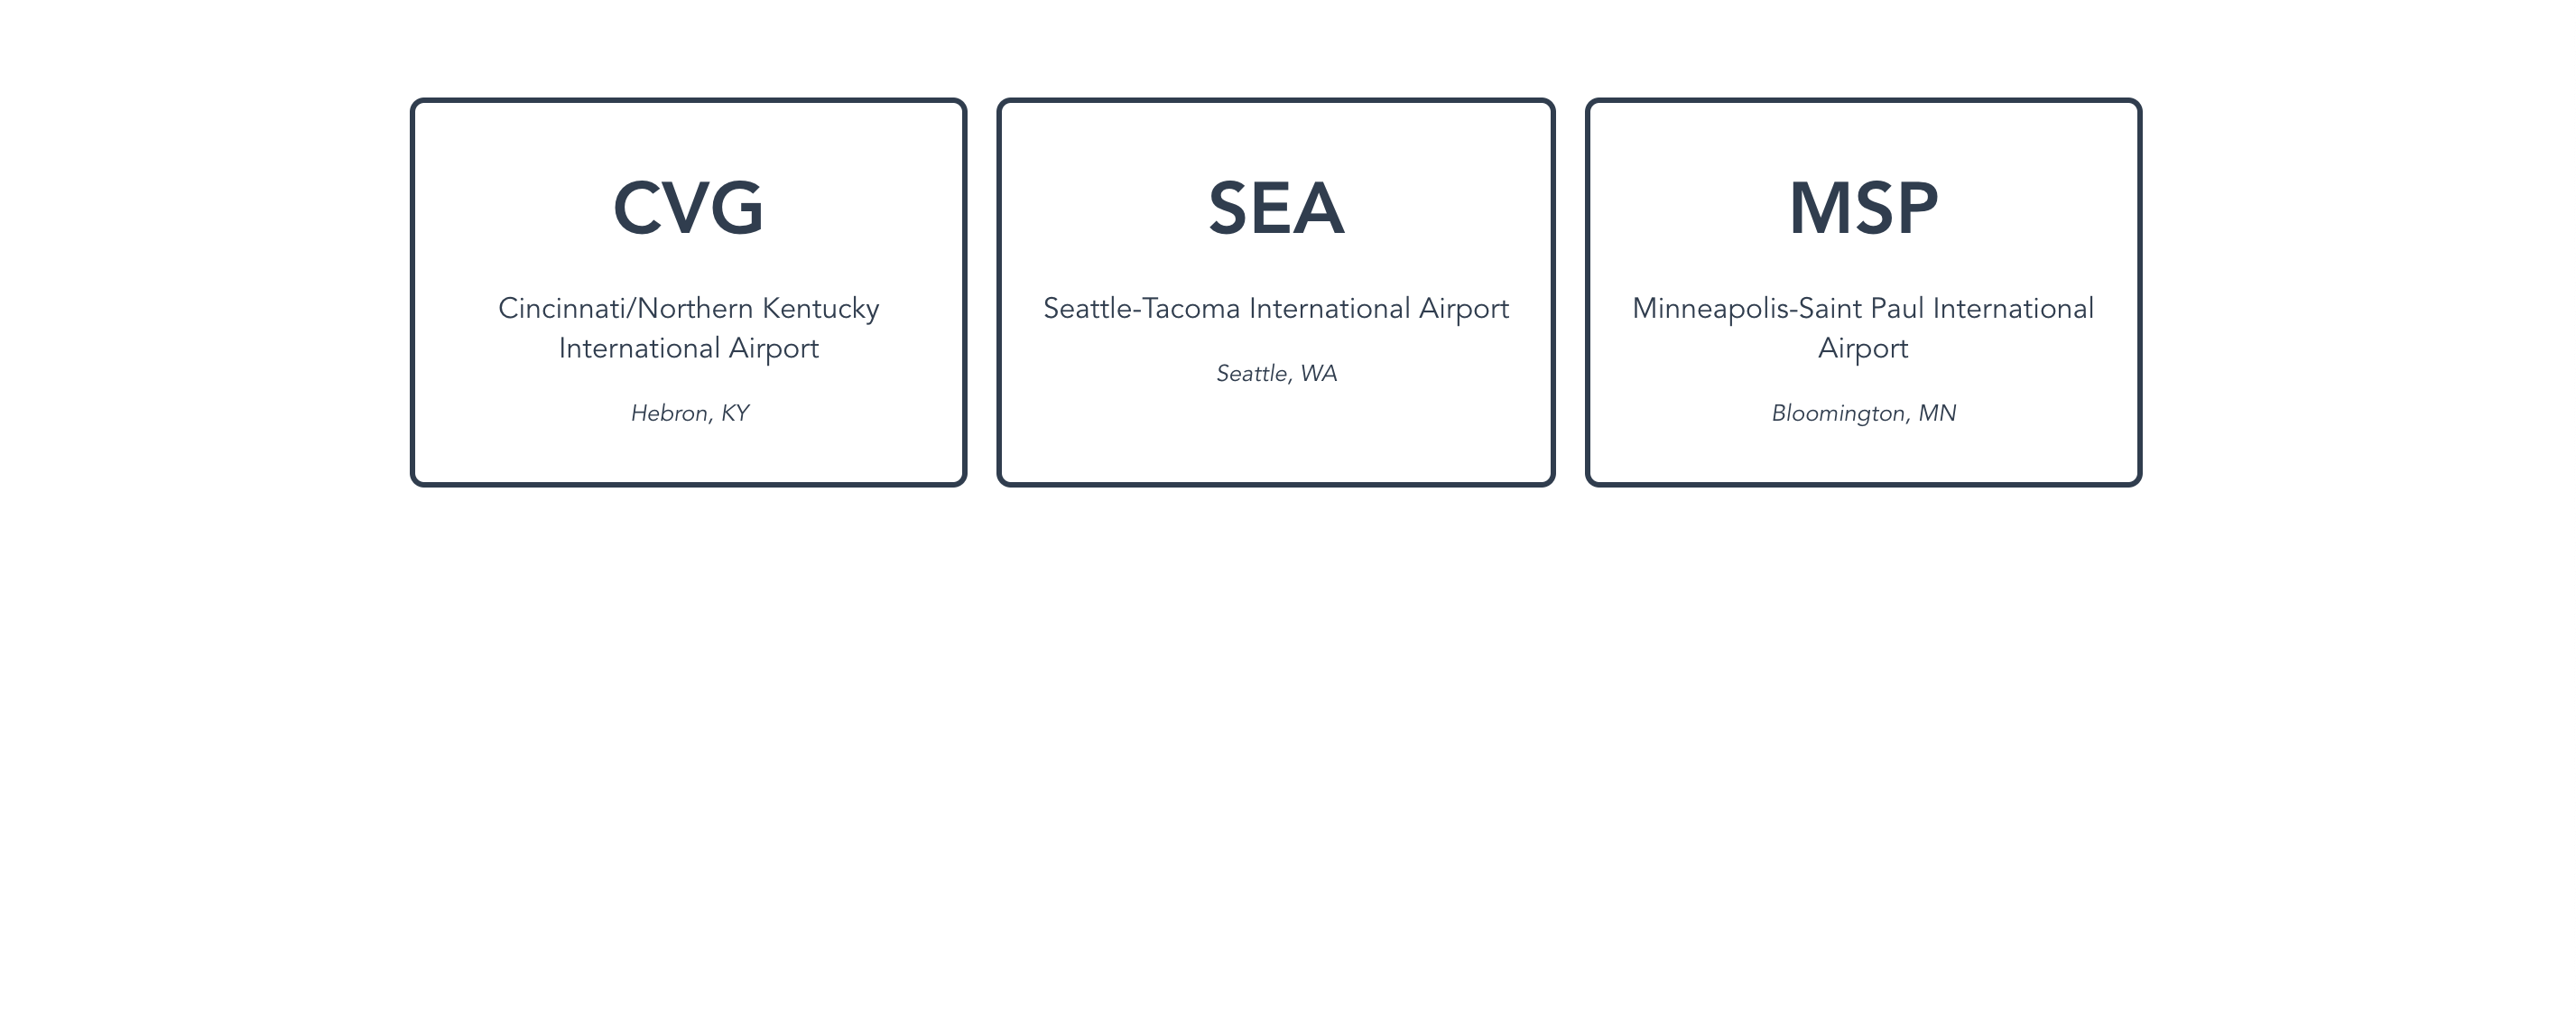 CVG
Cincinnati/Northern Kentucky
International Airport
Hebron, KY
SEA
Seattle-Tacoma International Airport
Seattle, WA
MSP
Minneapolis-Saint Paul International
Airport
Bloomington, MN